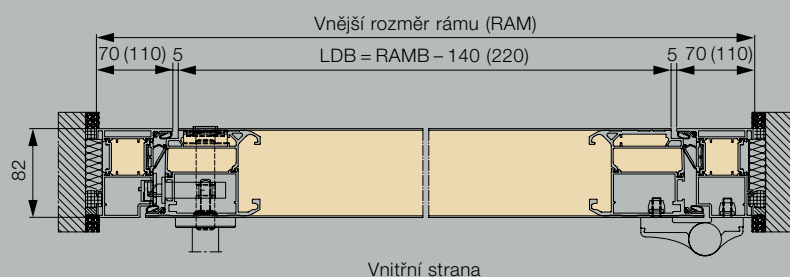 Vnější rozměr rámu (RAM)
70 (110) 5 LDB = RAMB – 140 (220) 5 70 (110)
82
Vnitřní strana